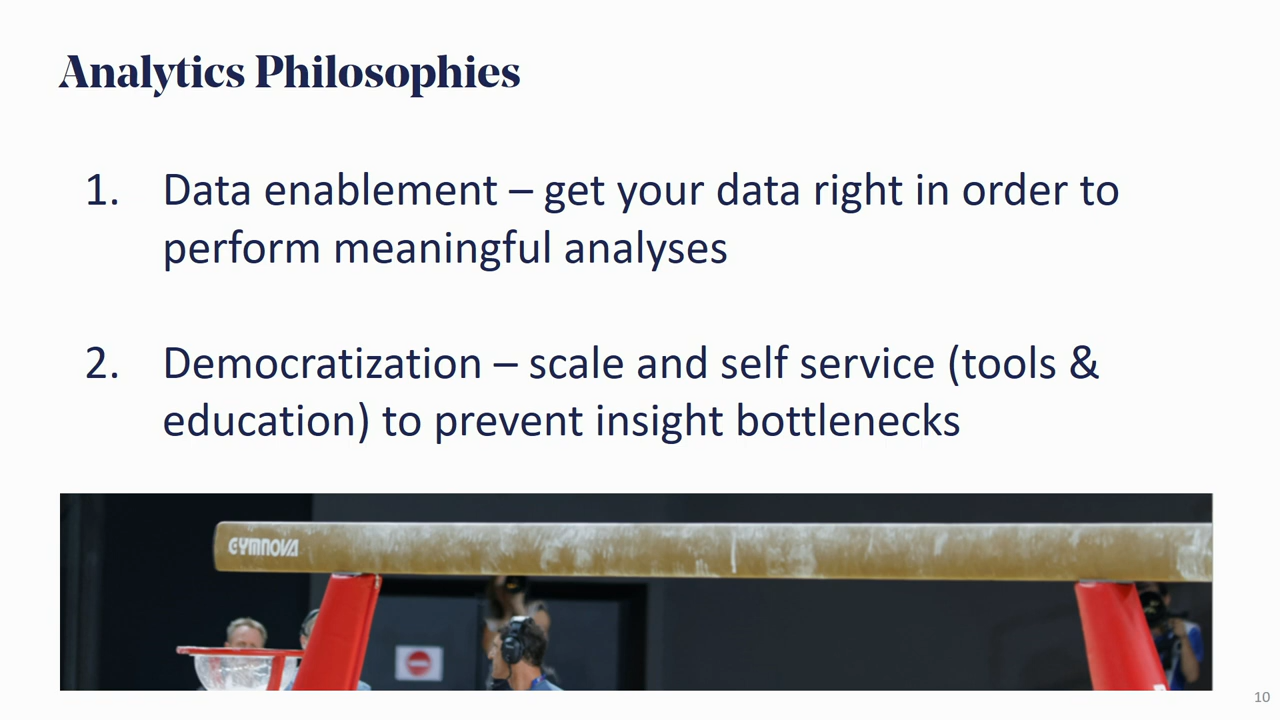 Analytics Philosophies
1. Data enablement – get your data right in order to
perform meaningful analyses
2. Democratization – scale and self service (tools &
education) to prevent insight bottlenecks
GYMNOVA
10